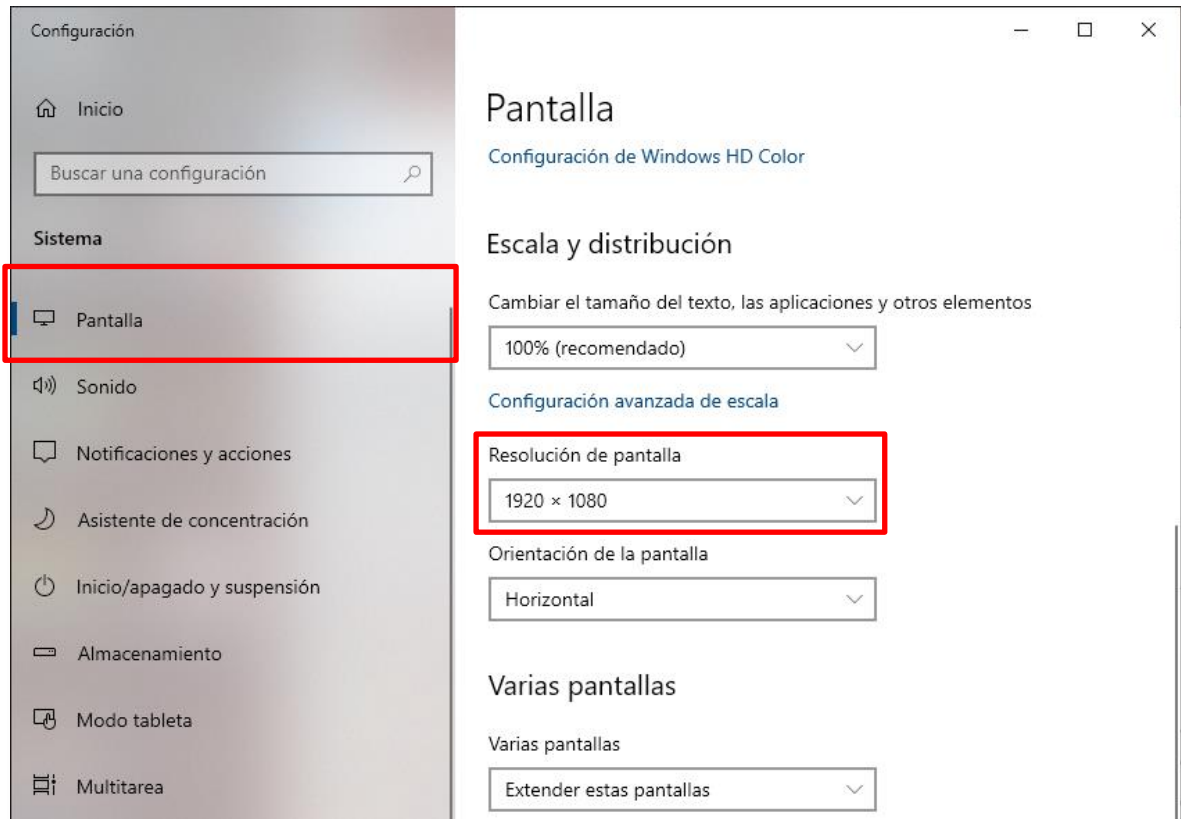 Configuración
Inicio
Buscar una configuración
Sistema
Pantalla
Sonido
Notificaciones y acciones
Asistente de concentración
Inicio/apagado y suspensión
Almacenamiento
Modo tableta
Multitarea
Pantalla
Configuración de Windows HD Color
Escala y distribución
Cambiar el tamaño del texto, las aplicaciones y otros elementos
100% (recomendado)
Configuración avanzada de escala
Resolución de pantalla
1920 × 1080
Orientación de la pantalla
Horizontal
Varias pantallas
Varias pantallas
Extender estas pantallas